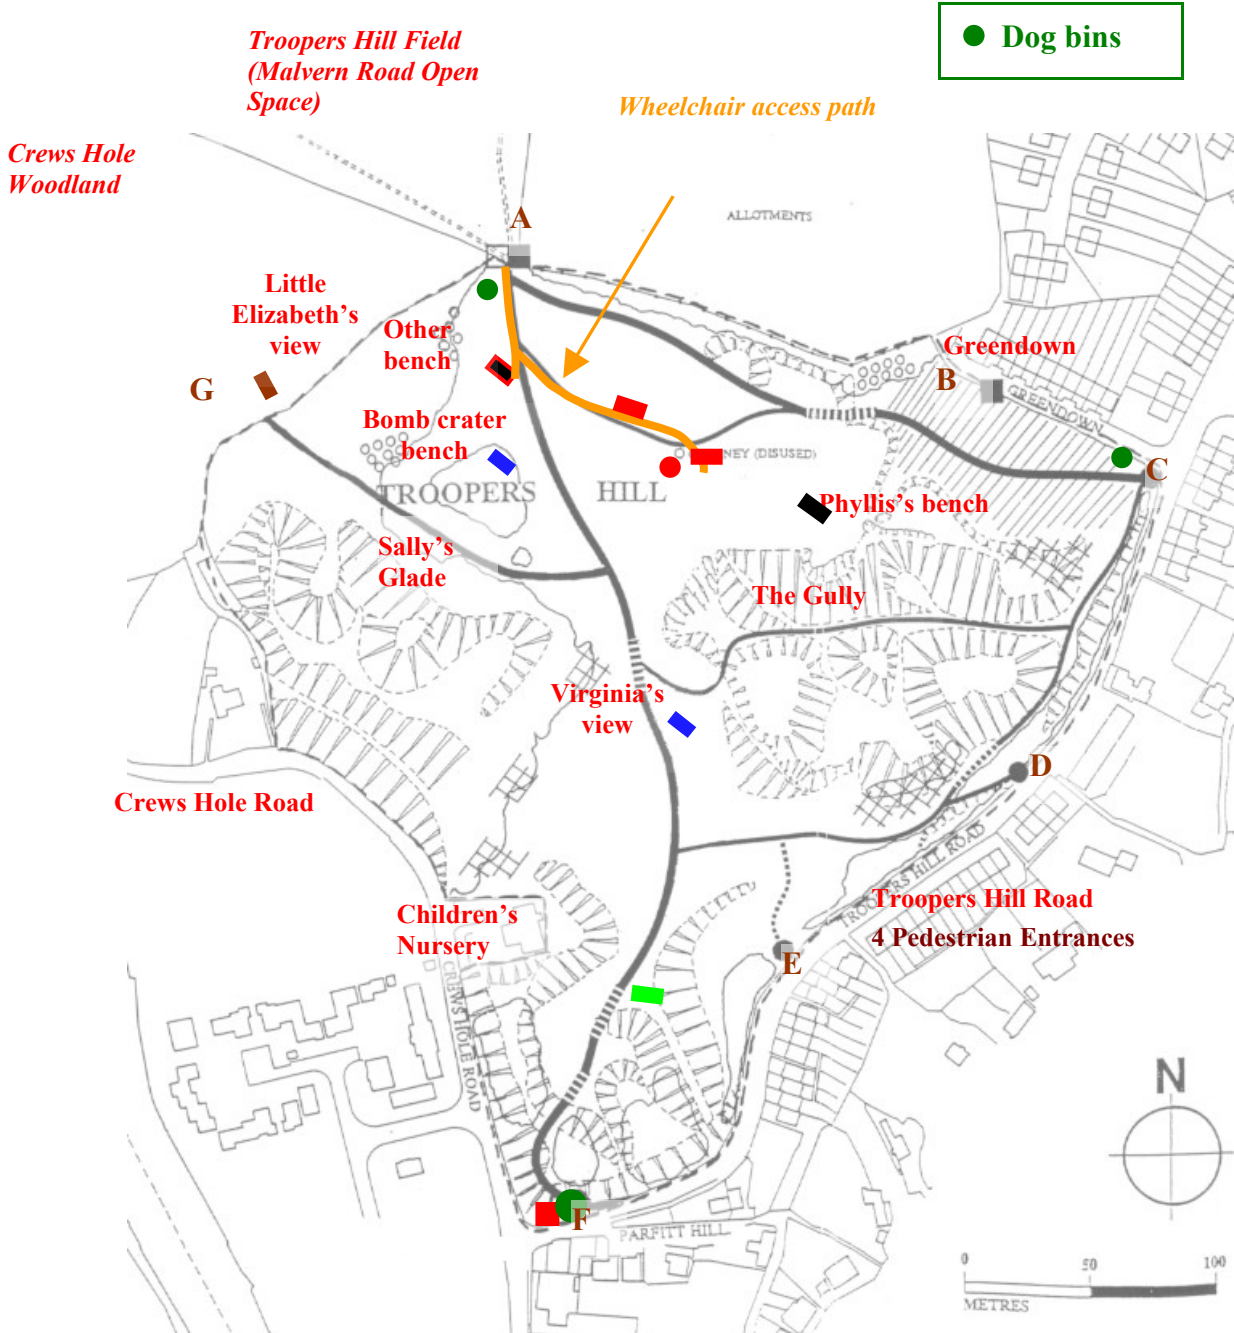 Dog bins
Troopers Hill Field
(Malvern Road Open
Space)
Wheelchair access path
Crews Hole
Woodland
A
ALLOTMENTS
Little
Elizabeth's
view
Other
bench
Greendown
B
GREENDOWN
G
Bomb crater
bench
NEY (DISUSED)
C
TROOPERS HILL
Phyllis's bench
Sally's
Glade
The Gully
Virginia's
view
D
Crews Hole Road
TROOPERS HILL ROAD
Troopers Hill Road
4 Pedestrian Entrances
Children's
Nursery
E
CREWS HOLE ROAD
N
F
PARFITT HILL
0 50 100
METRES